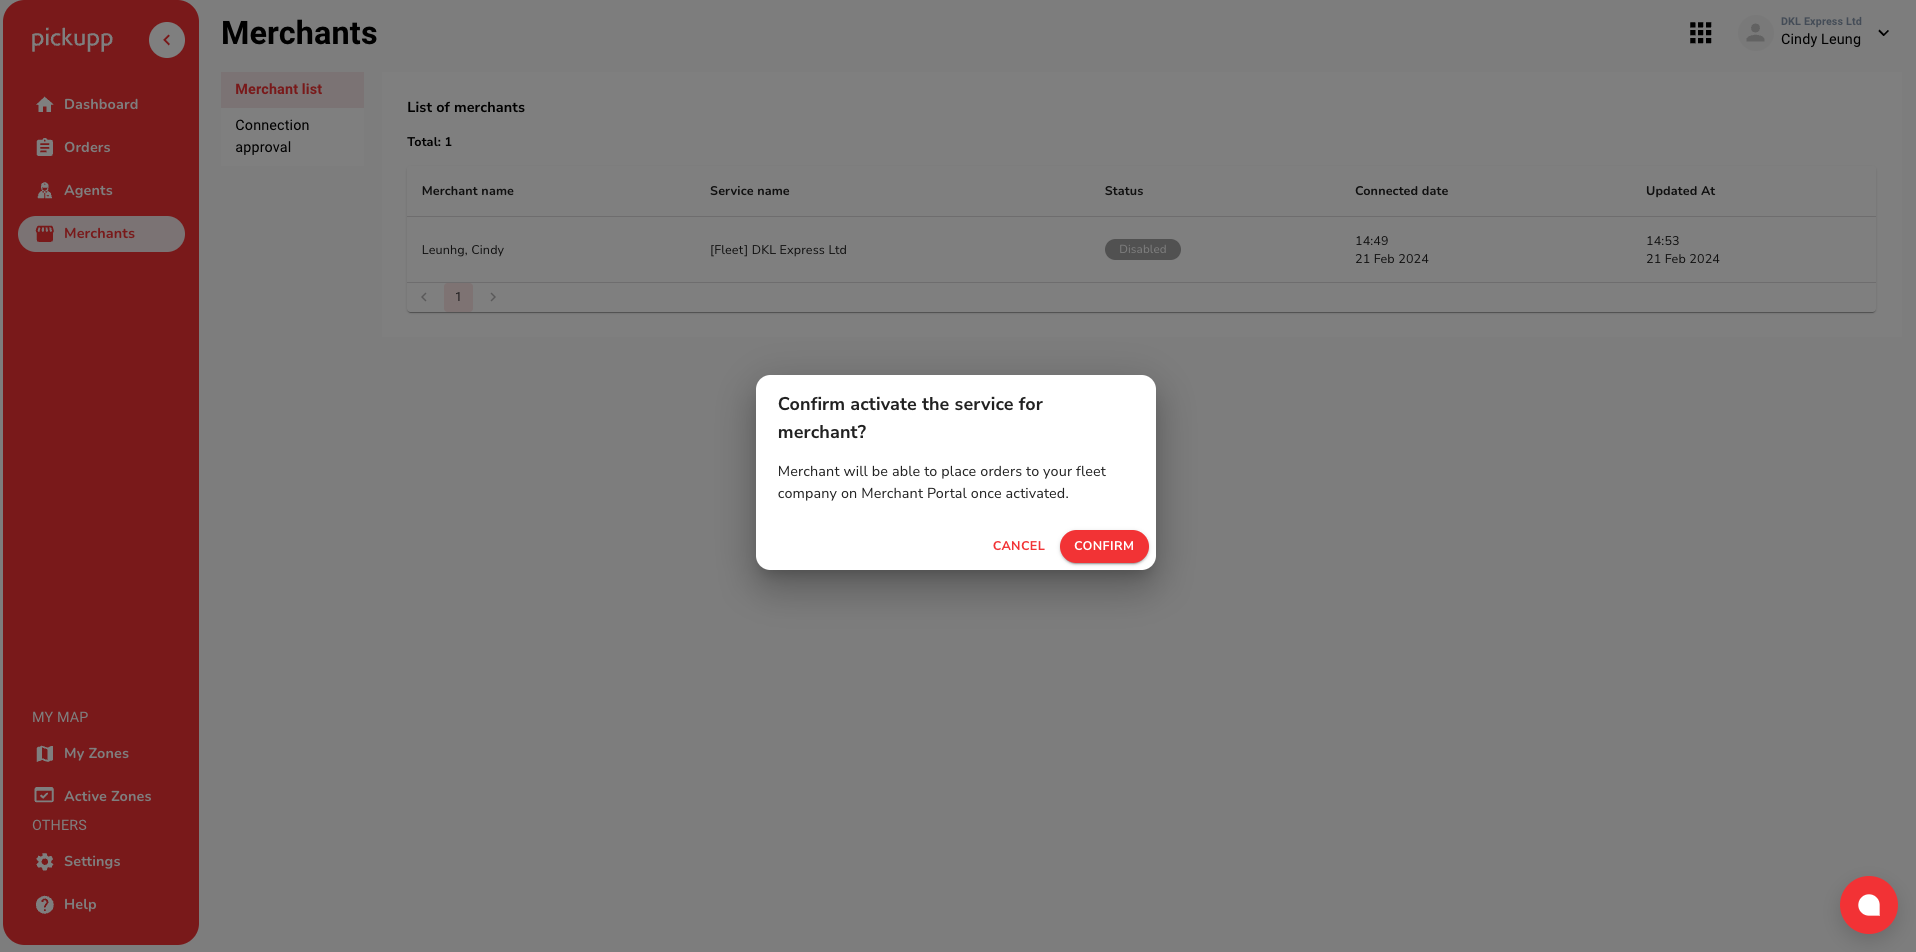 pickupp
Dashboard
Orders
Agents
Merchants
MY MAP
My Zones
Active Zones
OTHERS
Settings
Help
Merchants
DKL Express Ltd
Cindy Leung
Merchant list
Connection
approval
List of merchants
Total: 1
Merchant name Service name Status Connected date Updated At
Leunhg, Cindy [Fleet] DKL Express Ltd Disabled 14:49 14:53
21 Feb 2024 21 Feb 2024
1
Confirm activate the service for
merchant?
Merchant will be able to place orders to your fleet
company on Merchant Portal once activated.
CANCEL CONFIRM